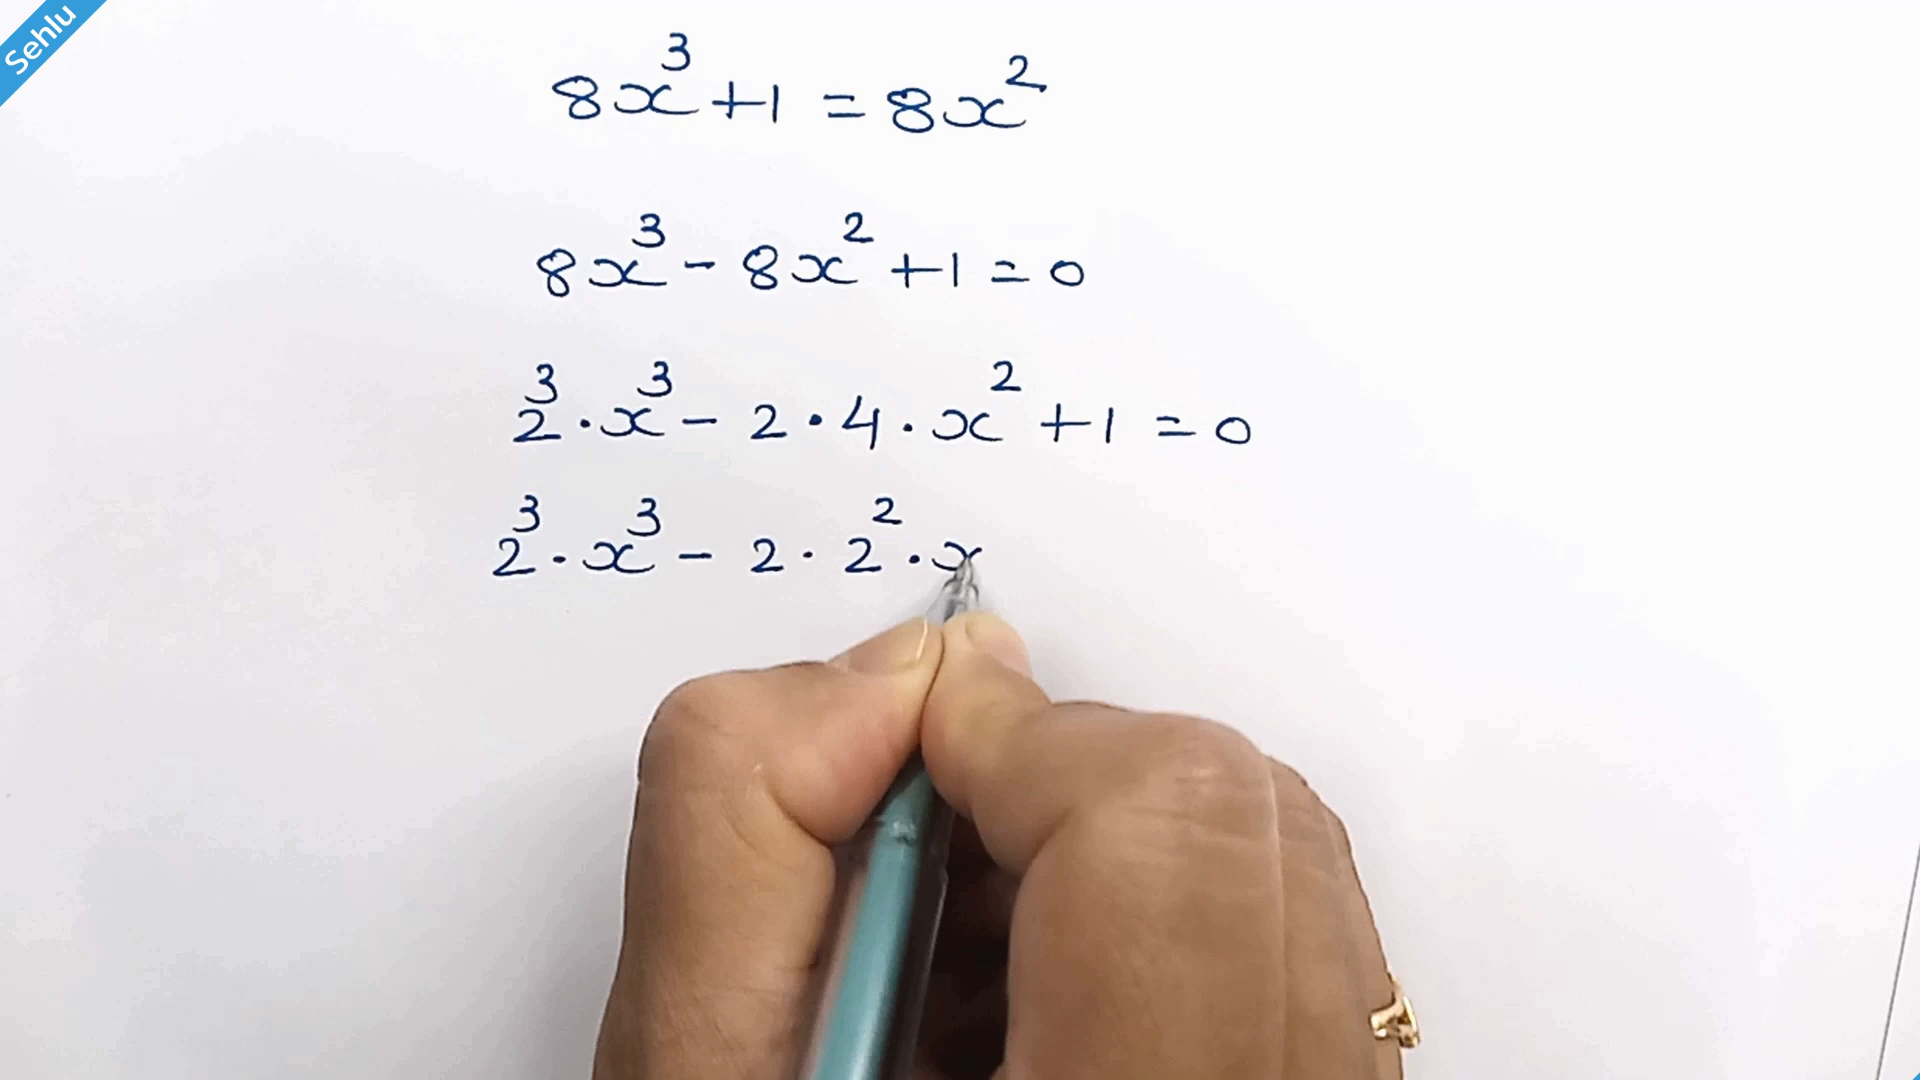 Sehlu
8x³+1 = 8x²
8x³ - 8x² + 1 = 0
2³ · x³ - 2 · 4 · x² + 1 = 0
2³ · x³ - 2 · 2² · x